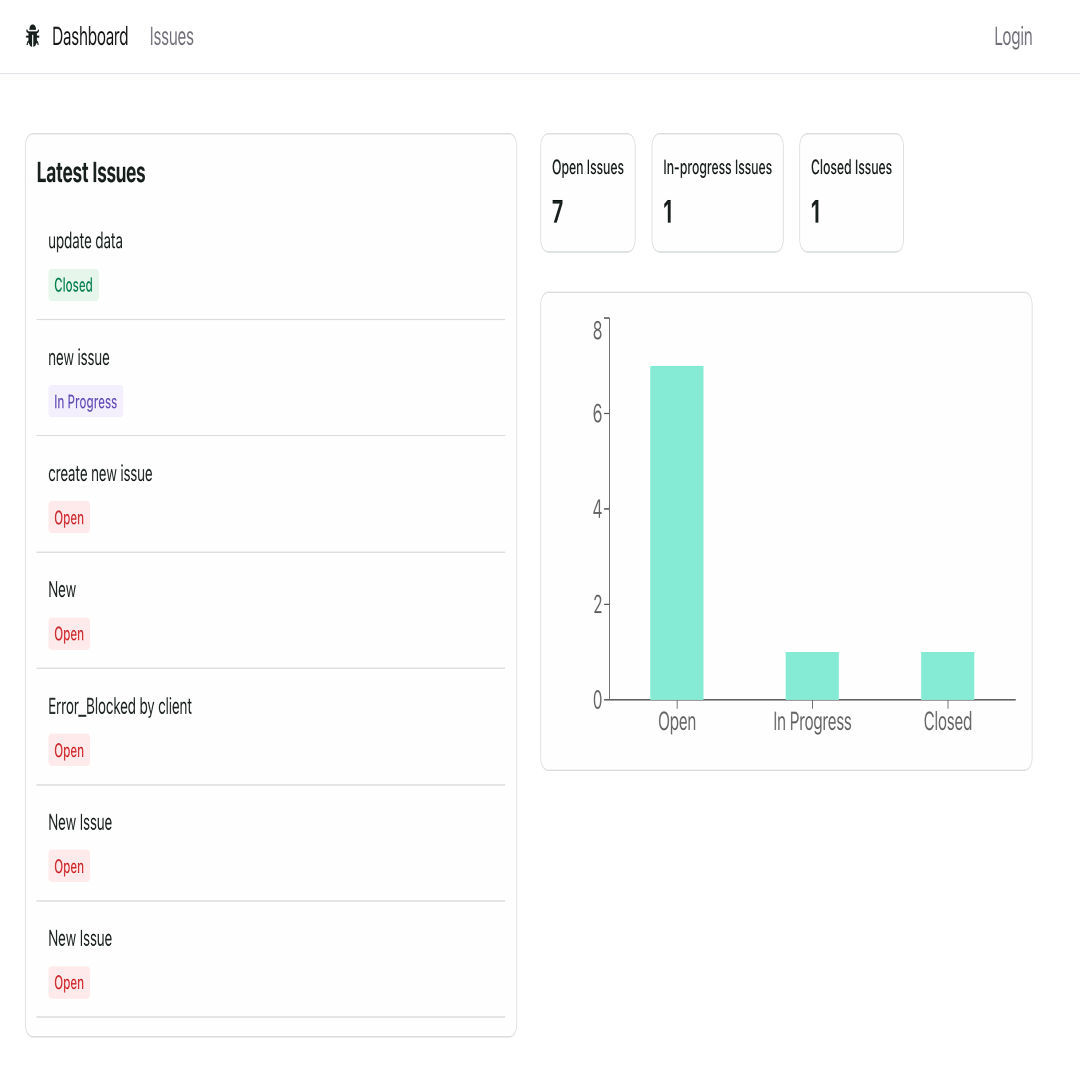 Dashboard Issues Login
Latest Issues
update data
Closed
new issue
In Progress
create new issue
Open
New
Open
Error_Blocked by client
Open
New Issue
Open
New Issue
Open
Open Issues
7
In-progress Issues
1
Closed Issues
1
8
6
4
2
0
Open In Progress Closed